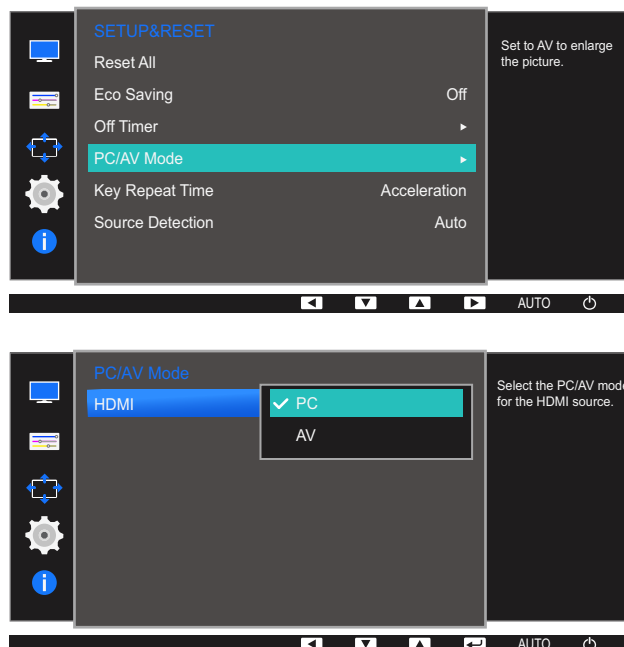 SETUP&RESET
Set to AV to enlarge
the picture.
Reset All
Eco Saving Off
Off Timer
PC/AV Mode
Key Repeat Time Acceleration
Source Detection Auto
AUTO
PC/AV Mode
Select the PC/AV mode
for the HDMI source.
HDMI PC
AV
AUTO